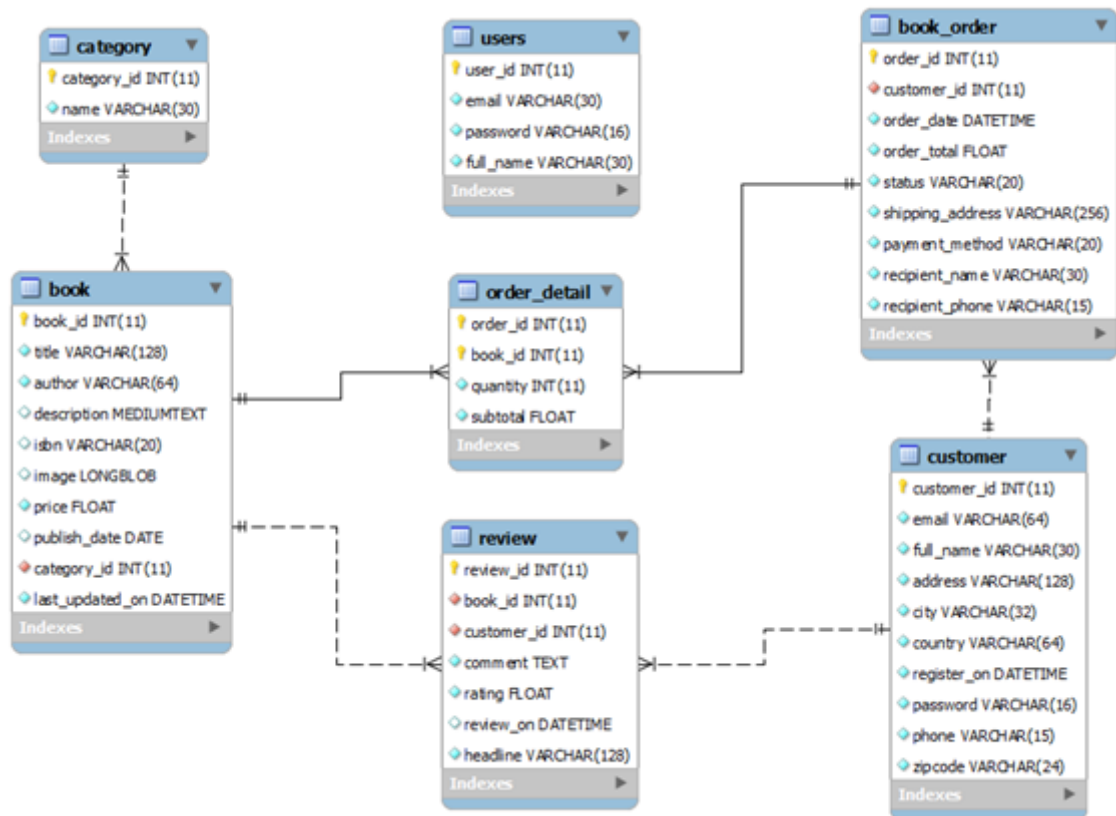 category
category_id INT(11)
name VARCHAR(30)
Indexes
users
user_id INT(11)
email VARCHAR(30)
password VARCHAR(16)
full_name VARCHAR(30)
Indexes
book_order
order_id INT(11)
customer_id INT(11)
order_date DATETIME
order_total FLOAT
status VARCHAR(20)
shipping_address VARCHAR(256)
payment_method VARCHAR(20)
recipient_name VARCHAR(30)
recipient_phone VARCHAR(15)
Indexes
book
book_id INT(11)
title VARCHAR(128)
author VARCHAR(64)
description MEDIUMTEXT
isbn VARCHAR(20)
image LONGBLOB
price FLOAT
publish_date DATE
category_id INT(11)
last_updated_on DATETIME
Indexes
order_detail
order_id INT(11)
book_id INT(11)
quantity INT(11)
subtotal FLOAT
Indexes
review
review_id INT(11)
book_id INT(11)
customer_id INT(11)
comment TEXT
rating FLOAT
review_on DATETIME
headline VARCHAR(128)
Indexes
customer
customer_id INT(11)
email VARCHAR(64)
full_name VARCHAR(30)
address VARCHAR(128)
city VARCHAR(32)
country VARCHAR(64)
register_on DATETIME
password VARCHAR(16)
phone VARCHAR(15)
zipcode VARCHAR(24)
Indexes